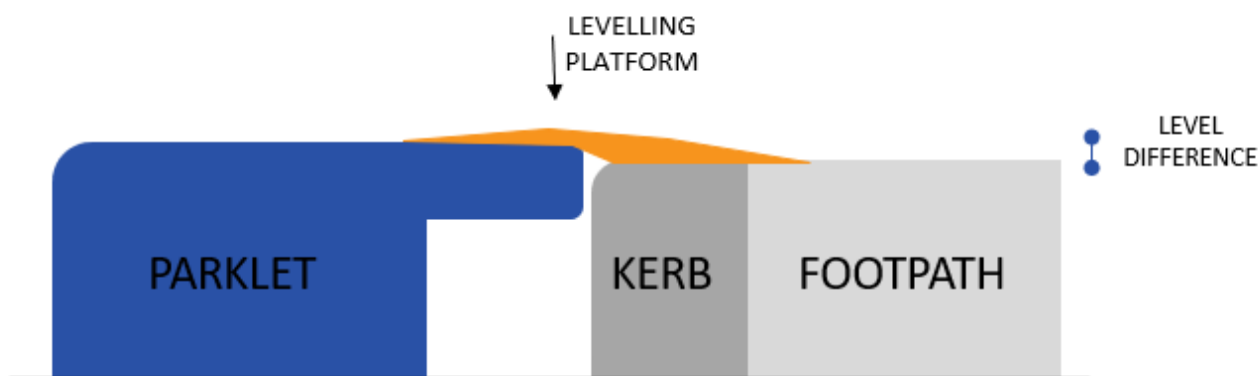 LEVELLING
PLATFORM
LEVEL
DIFFERENCE
PARKLET
KERB
FOOTPATH